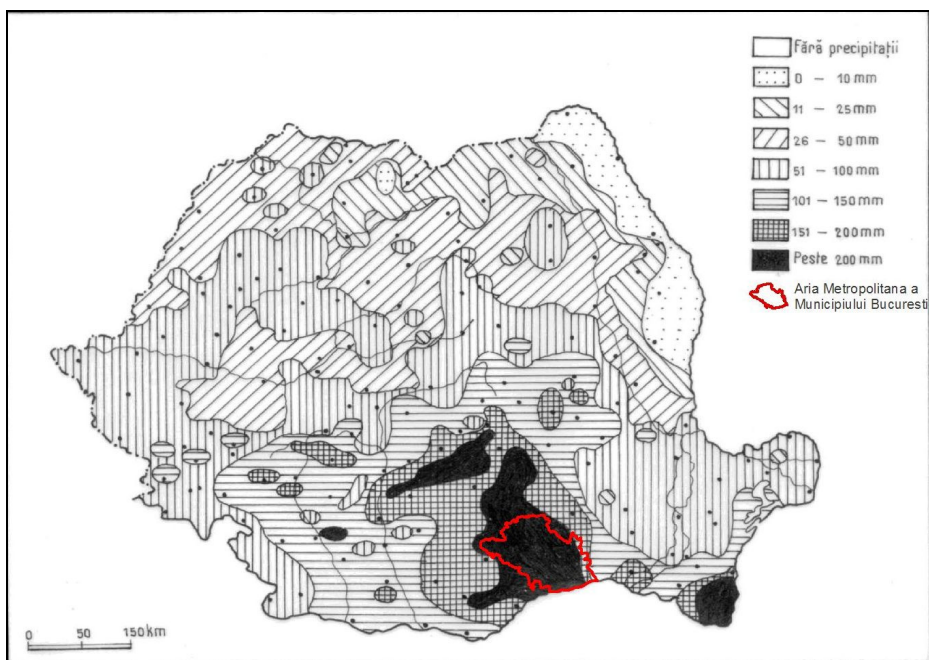 Fără precipitații
0 – 10 mm
11 – 25 mm
26 – 50 mm
51 – 100 mm
101 – 150 mm
151 – 200 mm
Peste 200 mm
Aria Metropolitana a
Municipiului Bucuresti
0 50 150 km